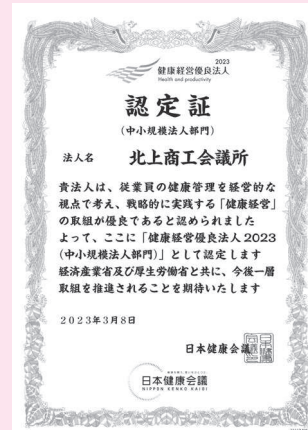 2023
健康経営優良法人
Health and productivity
認定証
(中小規模法人部門)
法人名　北上商工会議所
貴法人は、従業員の健康管理を経営的な
視点で考え、戦略的に実践する「健康経営」
の取組が優良であると認められました
よって、ここに「健康経営優良法人2023
(中小規模法人部門)」として認定します
経済産業省及び厚生労働省と共に、今後一層
取組を推進されることを期待いたします
2023年3月8日
日本健康会議
日本健康会議
NIPPON KENKO KAIGI